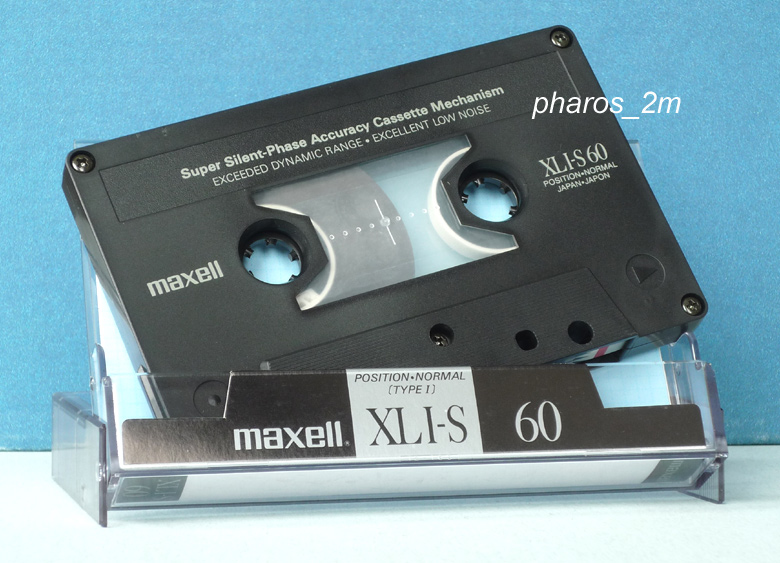 pharos_2m
Super Silent-Phase Accuracy Cassette Mechanism
EXCEEDED DYNAMIC RANGE • EXCELLENT LOW NOISE
XLI-S 60
POSITION•NORMAL
JAPAN•JAPON
maxell
POSITION•NORMAL
(TYPE I)
maxell XLI-S 60